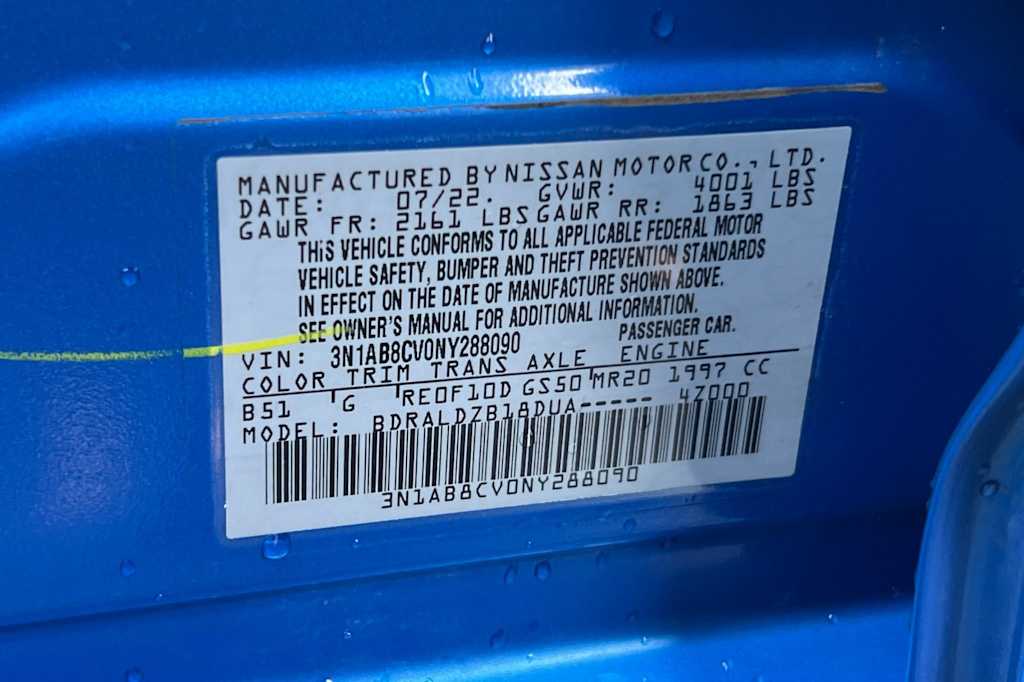 MANUFACTURED BY NISSAN MOTOR CO., LTD.
DATE: 07/22. GVWR: 4001 LBS
GAWR FR: 2161 LBS GAWR RR: 1863 LBS
THIS VEHICLE CONFORMS TO ALL APPLICABLE FEDERAL MOTOR
VEHICLE SAFETY, BUMPER AND THEFT PREVENTION STANDARDS
IN EFFECT ON THE DATE OF MANUFACTURE SHOWN ABOVE.
SEE OWNER'S MANUAL FOR ADDITIONAL INFORMATION.
VIN: 3N1AB8CV0NY288090 PASSENGER CAR.
COLOR TRIM TRANS AXLE ENGINE
B51 G RE0F10D GS50 MR20 1997 CC
MODEL: BDRALDZB18DUA----- 4Z000
3N1AB8CV0NY288090